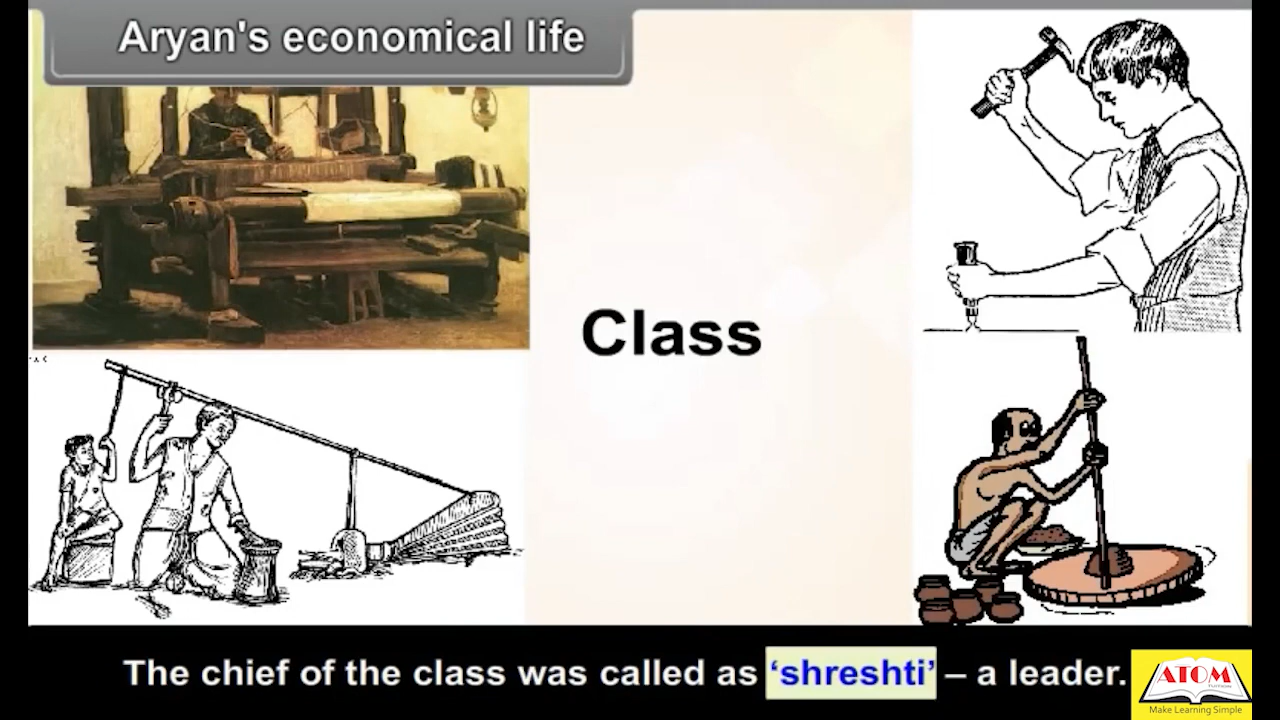 Aryan's economical life
Class
The chief of the class was called as ‘shreshti’ – a leader.
ATOM
Make Learning Simple